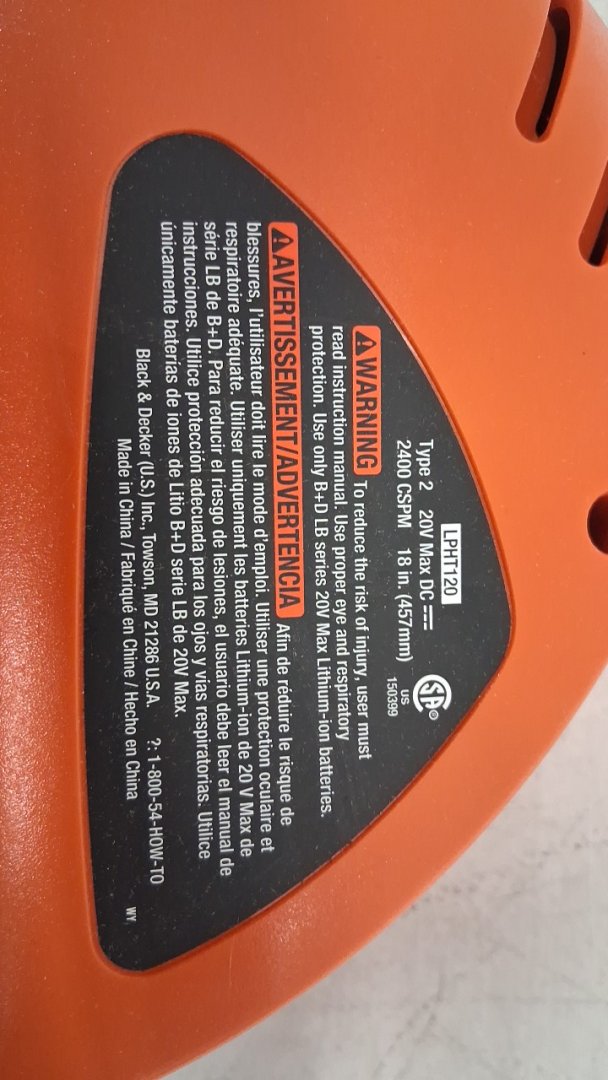 LPHT120
Type 2 20V Max DC ⎓
2400 CSPM 18 in. (457mm)
SA®
US
150399
⚠WARNING To reduce the risk of injury, user must
read instruction manual. Use proper eye and respiratory
protection. Use only B+D LB series 20V Max Lithium-ion batteries.
⚠AVERTISSEMENT/ADVERTENCIA Afin de réduire le risque de
blessures, l'utilisateur doit lire le mode d'emploi. Utiliser une protection oculaire et
respiratoire adéquate. Utiliser uniquement les batteries Lithium-ion de 20 V Max de
série LB de B+D. Para reducir el riesgo de lesiones, el usuario debe leer el manual de
instrucciones. Utilice protección adecuada para los ojos y vias respiratorias. Utilice
únicamente baterías de iones de Litio B+D serie LB de 20V Max.
Black & Decker (U.S.) Inc., Towson, MD 21286 U.S.A. ?: 1-800-54-HOW-TO
Made in China / Fabriqué en Chine / Hecho en China
WY